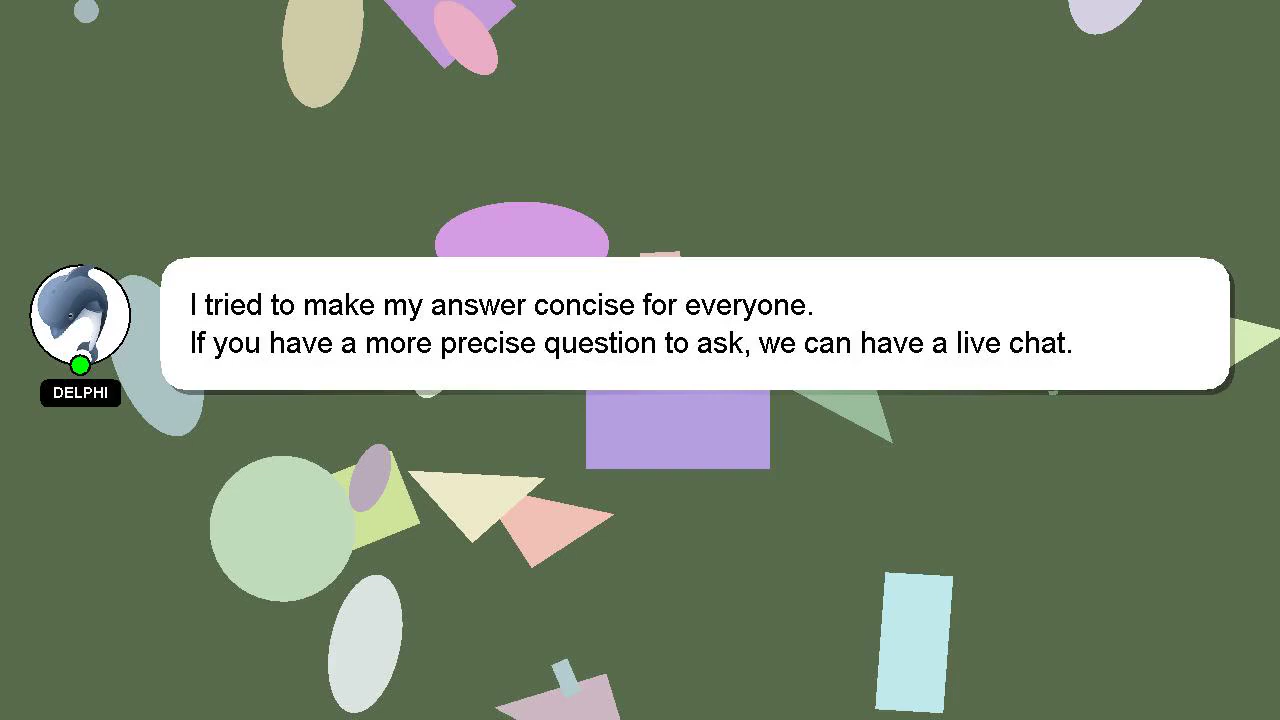 I tried to make my answer concise for everyone.
If you have a more precise question to ask, we can have a live chat.
DELPHI